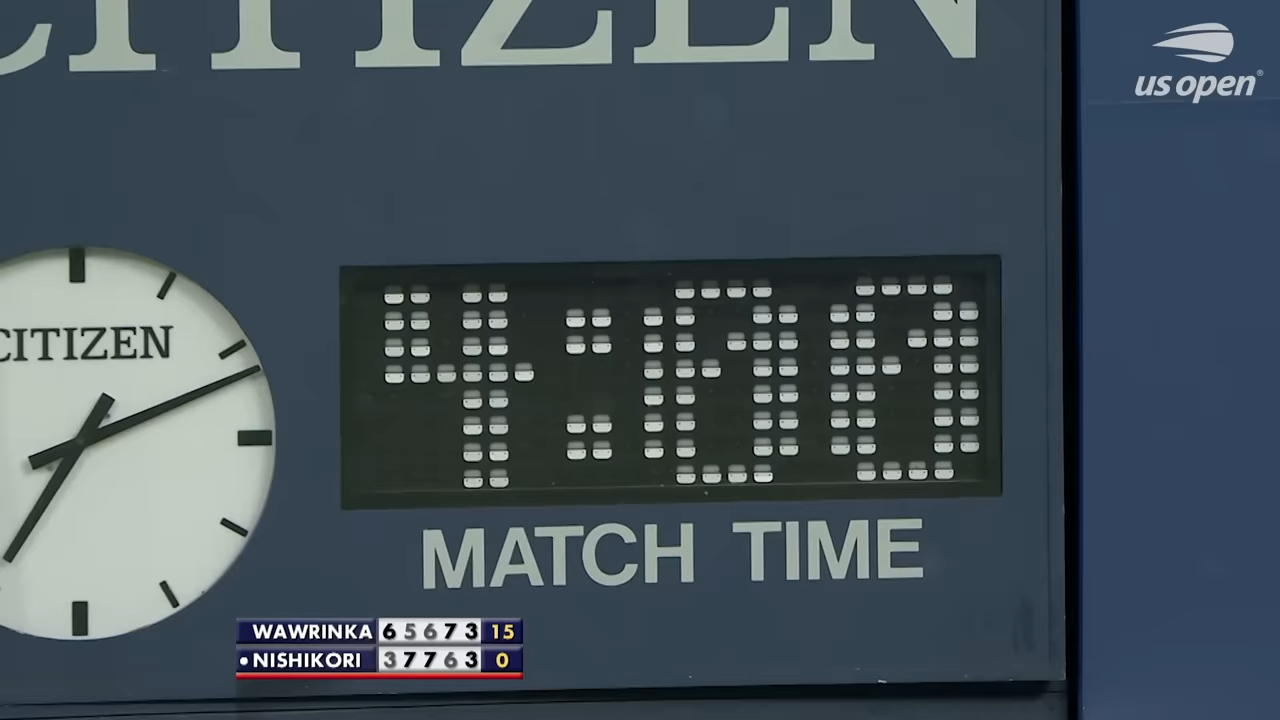 CITIZEN
us open®
CITIZEN
4:00
MATCH TIME
WAWRINKA 6 5 6 7 3 15
• NISHIKORI 3 7 7 6 3 0